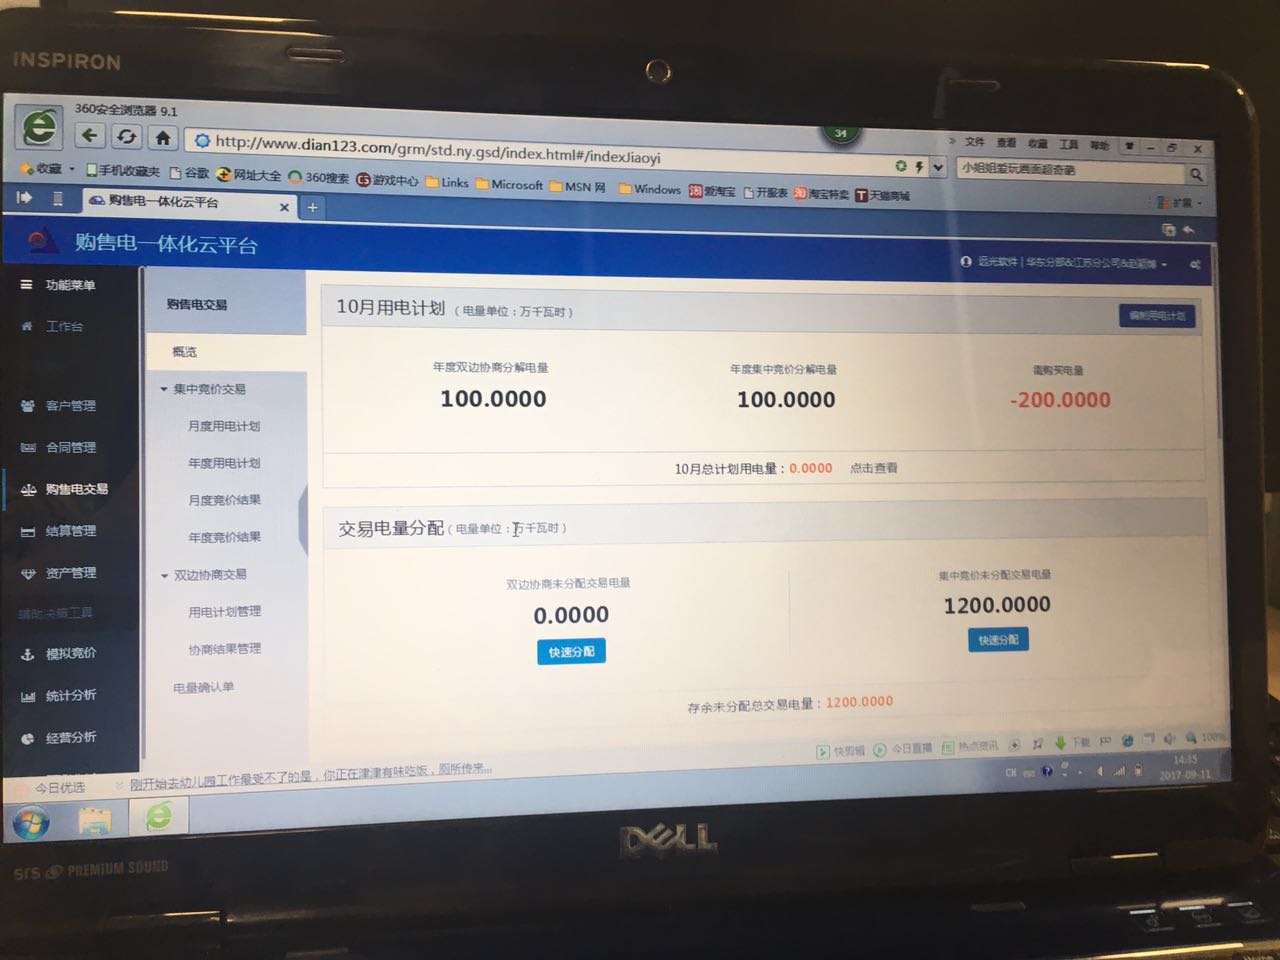 INSPIRON
360安全浏览器 9.1
34
文件 查看 收藏 工具 帮助
http://www.dian123.com/grm/std.ny.gsd/index.html#/indexJiaoyi
小姐姐爱玩画面超奇葩
收藏 手机收藏夹 谷歌 网址大全 360搜索 游戏中心 Links Microsoft MSN 网 Windows 爱淘宝 开服表 淘宝特卖 天猫商城
扩展
购售电一体化云平台
购售电一体化云平台
远光软件 | 华东分部&江苏分公司&
功能菜单
工作台
客户管理
合同管理
购售电交易
结算管理
资产管理
辅助决策工具
模拟竞价
统计分析
经营分析
购售电交易
概览
集中竞价交易
月度用电计划
年度用电计划
月度竞价结果
年度竞价结果
双边协商交易
用电计划管理
协商结果管理
电量确认单
10月用电计划 ( 电量单位：万千瓦时 )
编制用电计划
年度双边协商分解电量
100.0000
年度集中竞价分解电量
100.0000
需购买电量
-200.0000
10月总计划用电量：0.0000 点击查看
交易电量分配 ( 电量单位：万千瓦时 )
双边协商未分配交易电量
0.0000
快速分配
集中竞价未分配交易电量
1200.0000
快速分配
存余未分配总交易电量：1200.0000
今日优选
刚开始去幼儿园工作最受不了的是，你正在津津有味吃饭，厕所传来...
快剪辑 今日直播 热点资讯 下载 100%
CH
14:35
2017-09-11
DELL
SRS PREMIUM SOUND